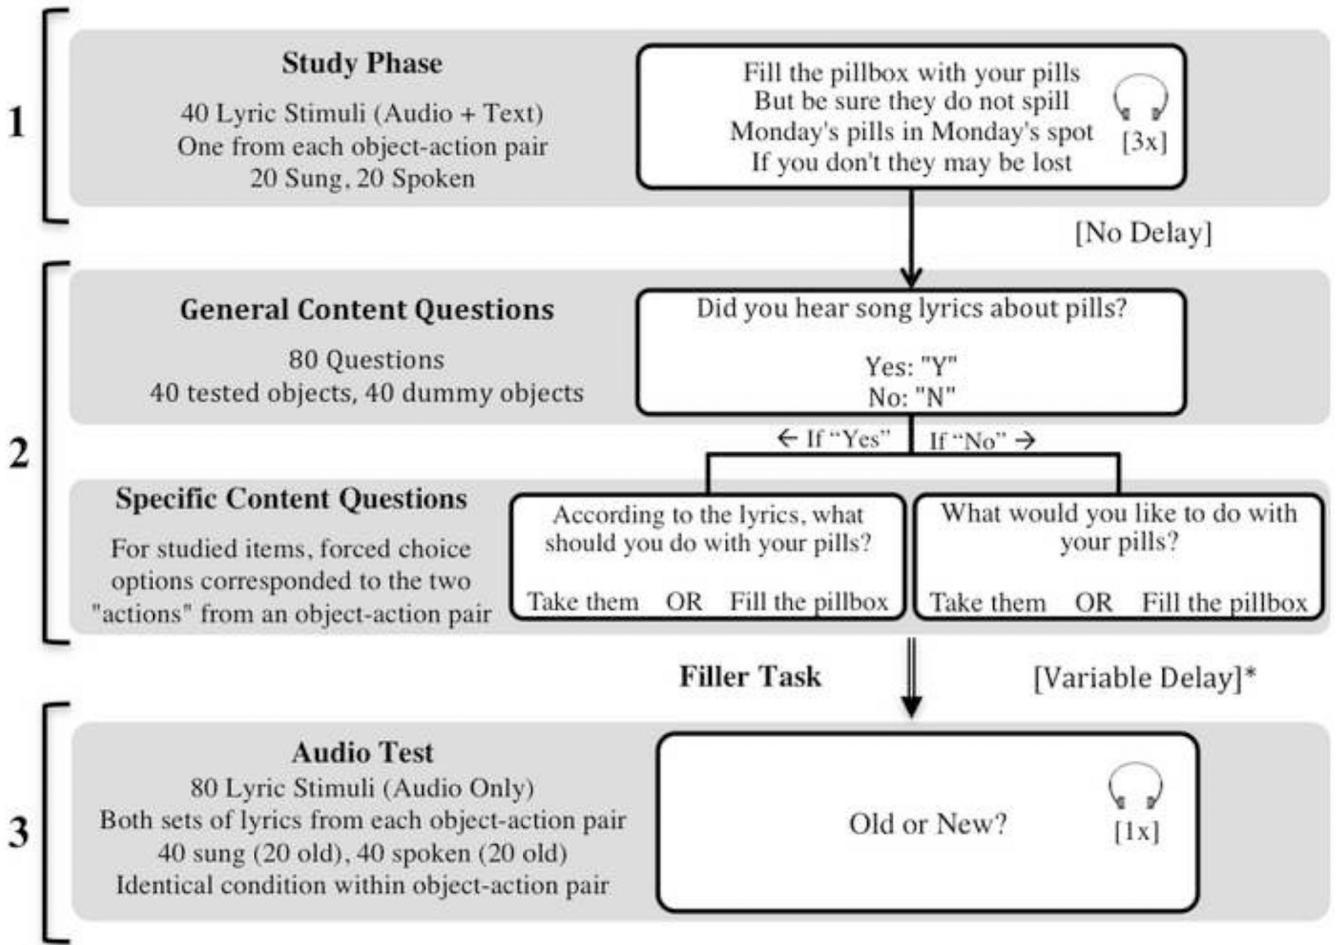 1
Study Phase
40 Lyric Stimuli (Audio + Text)
One from each object-action pair
20 Sung, 20 Spoken
Fill the pillbox with your pills
But be sure they do not spill
Monday's pills in Monday's spot
If you don't they may be lost
[3x]
[No Delay]
2
General Content Questions
80 Questions
40 tested objects, 40 dummy objects
Did you hear song lyrics about pills?
Yes: "Y"
No: "N"
← If “Yes”
If “No” →
Specific Content Questions
For studied items, forced choice
options corresponded to the two
"actions" from an object-action pair
According to the lyrics, what
should you do with your pills?
Take them OR Fill the pillbox
What would you like to do with
your pills?
Take them OR Fill the pillbox
Filler Task
[Variable Delay]*
3
Audio Test
80 Lyric Stimuli (Audio Only)
Both sets of lyrics from each object-action pair
40 sung (20 old), 40 spoken (20 old)
Identical condition within object-action pair
Old or New?
[1x]